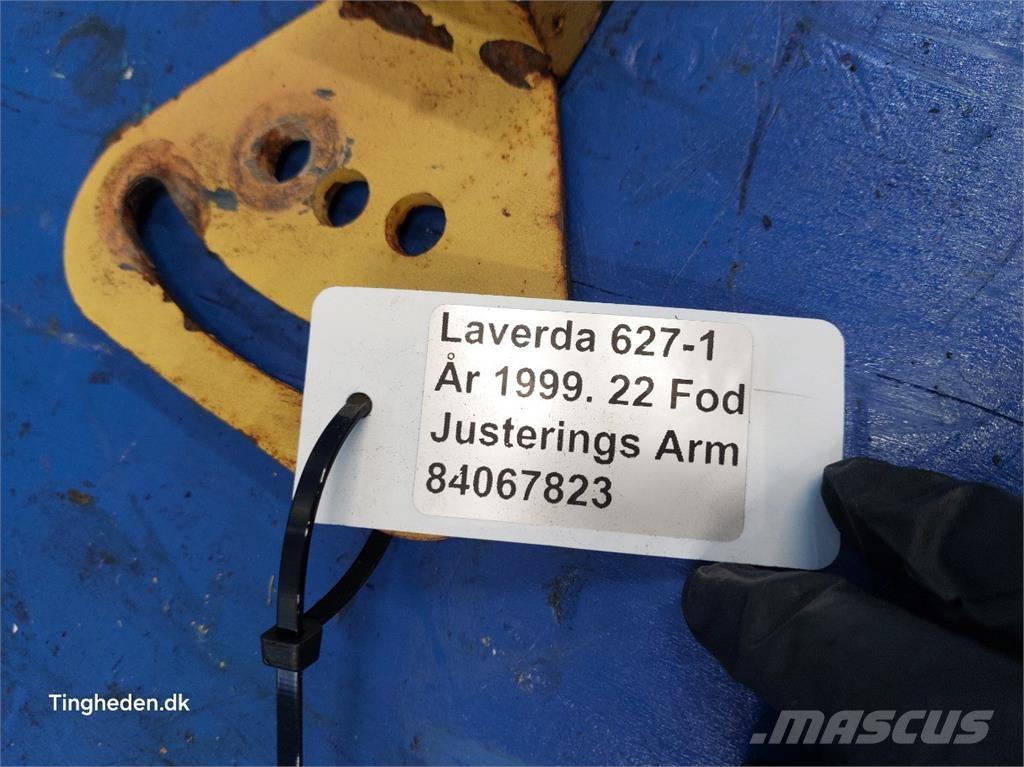 Laverda 627-1
År 1999. 22 Fod
Justerings Arm
84067823
Tingheden.dk
MASCUS